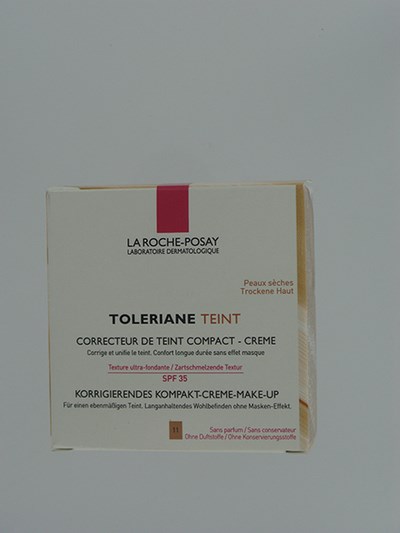 LA ROCHE-POSAY
LABORATOIRE DERMATOLOGIQUE
Peaux sèches
Trockene Haut
TOLERIANE TEINT
CORRECTEUR DE TEINT COMPACT - CREME
Corrige et unifie le teint. Confort longue durée sans effet masque
Texture ultra-fondante / Zartschmelzende Textur
SPF 35
KORRIGIERENDES KOMPAKT-CREME-MAKE-UP
Für einen ebenmäßigen Teint. Langanhaltendes Wohlbefinden ohne Masken-Effekt.
11
Sans parfum / Sans conservateur
Ohne Duftstoffe / Ohne Konservierungsstoffe